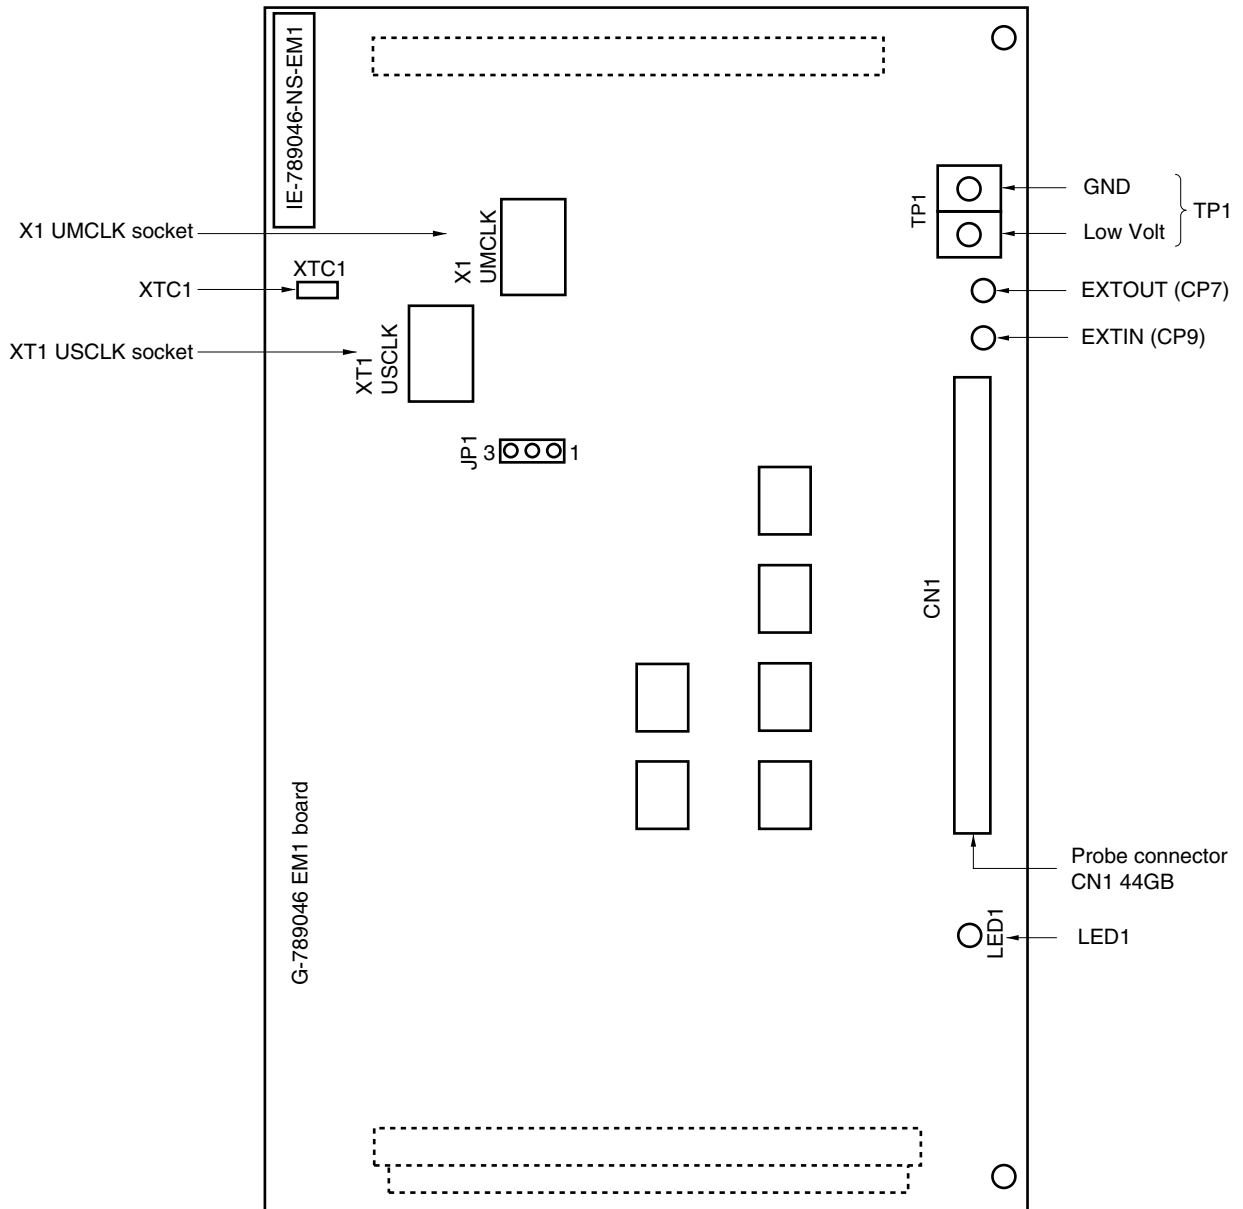 IE-789046-NS-EM1
GND
TP1
TP1
Low Volt
X1 UMCLK socket
X1
UMCLK
XTC1
XTC1
EXTOUT (CP7)
EXTIN (CP9)
XT1 USCLK socket
XT1
USCLK
JP1
3
1
CN1
G-789046 EM1 board
Probe connector
CN1 44GB
LED1
LED1